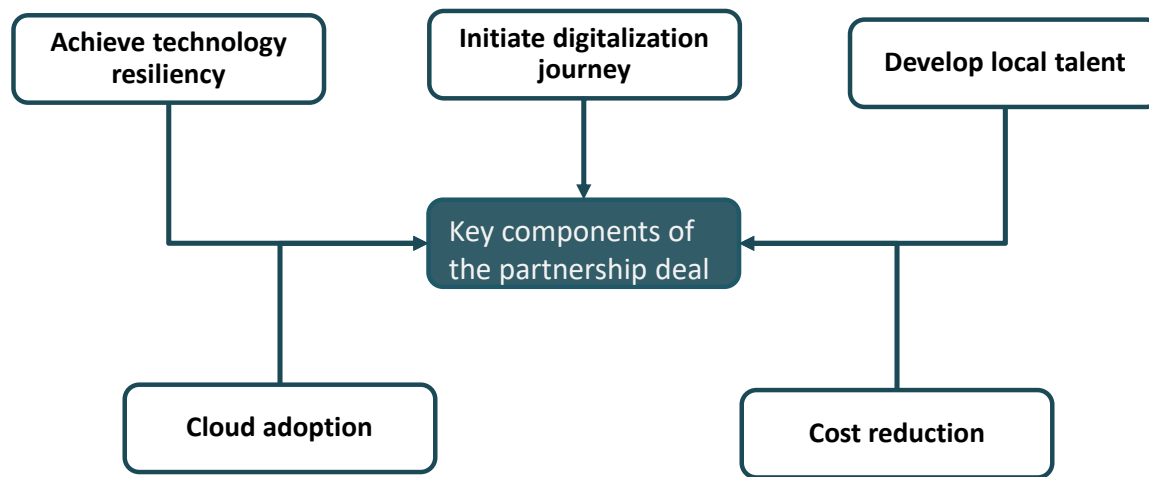 Achieve technology
resiliency
Initiate digitalization
journey
Develop local talent
Key components of
the partnership deal
Cloud adoption
Cost reduction